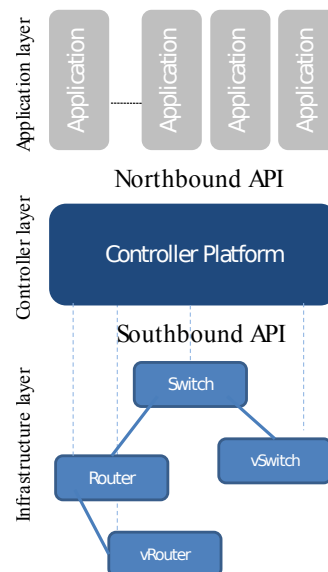 Application layer
Application
Application
Application
Application
Northbound API
Controller layer
Controller Platform
Southbound API
Infrastructure layer
Switch
vSwitch
Router
vRouter